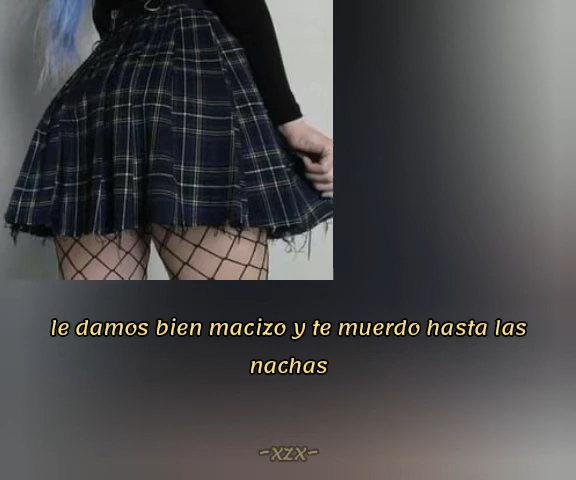 le damos bien macizo y te muerdo hasta las
nachas
~xzx~